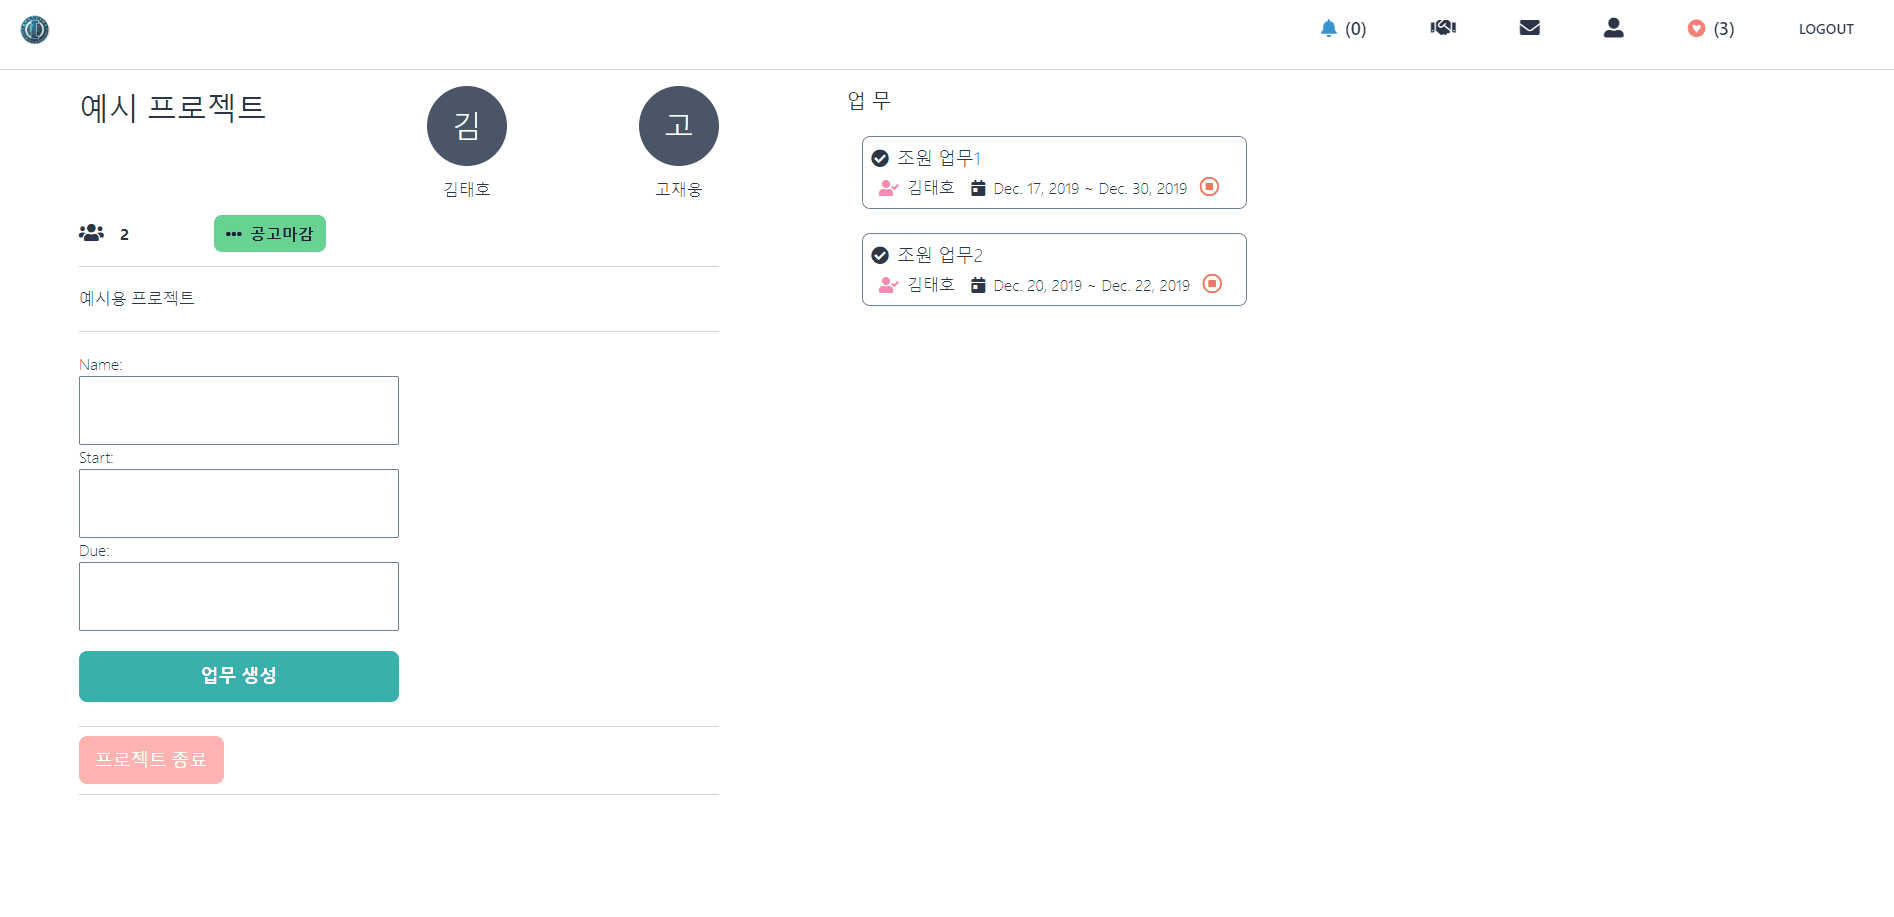 (0) (3) LOGOUT
예시 프로젝트
김
김태호
고
고재웅
2 ••• 공고마감
예시용 프로젝트
Name:
Start:
Due:
업무 생성
프로젝트 종료
업 무
조원 업무1
김태호 Dec. 17, 2019 ~ Dec. 30, 2019
조원 업무2
김태호 Dec. 20, 2019 ~ Dec. 22, 2019